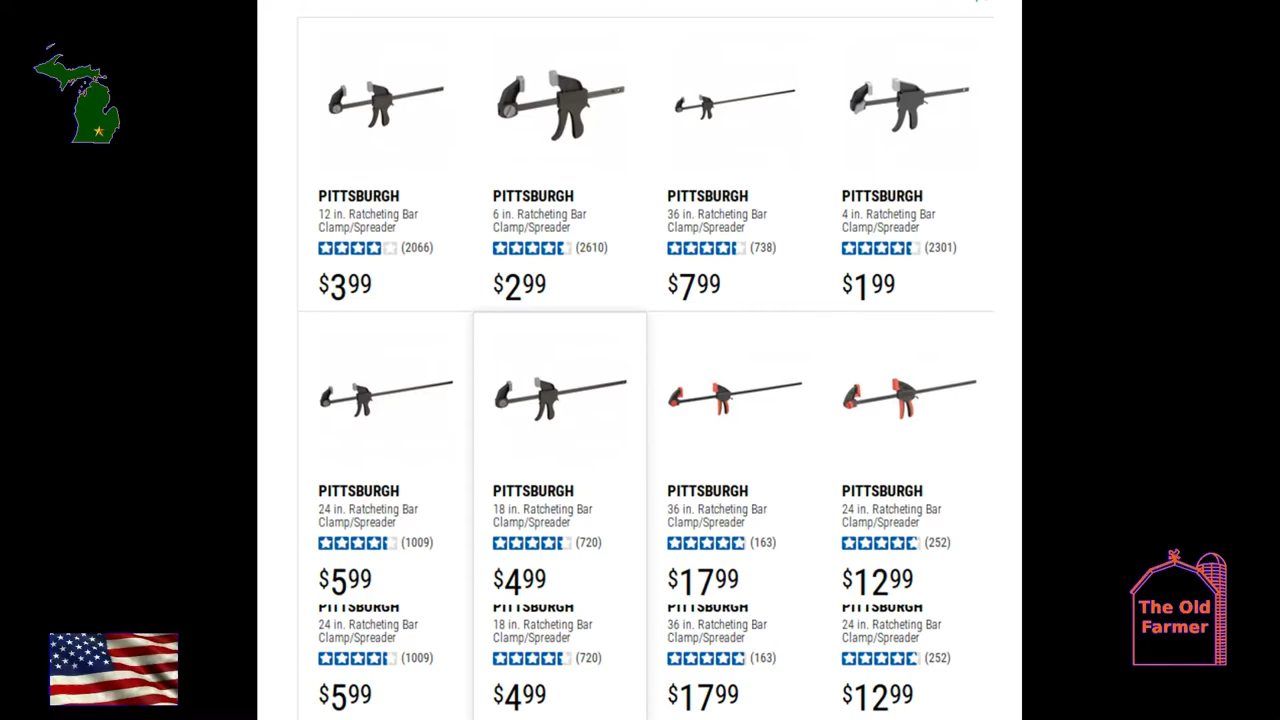 PITTSBURGH
12 in. Ratcheting Bar
Clamp/Spreader
(2066)
$3.99
PITTSBURGH
6 in. Ratcheting Bar
Clamp/Spreader
(2610)
$2.99
PITTSBURGH
36 in. Ratcheting Bar
Clamp/Spreader
(738)
$7.99
PITTSBURGH
4 in. Ratcheting Bar
Clamp/Spreader
(2301)
$1.99
PITTSBURGH
24 in. Ratcheting Bar
Clamp/Spreader
(1009)
$5.99
PITTSBURGH
18 in. Ratcheting Bar
Clamp/Spreader
(720)
$4.99
PITTSBURGH
36 in. Ratcheting Bar
Clamp/Spreader
(163)
$17.99
PITTSBURGH
24 in. Ratcheting Bar
Clamp/Spreader
(252)
$12.99
PITTSBURGH
24 in. Ratcheting Bar
Clamp/Spreader
(1009)
$5.99
PITTSBURGH
18 in. Ratcheting Bar
Clamp/Spreader
(720)
$4.99
PITTSBURGH
36 in. Ratcheting Bar
Clamp/Spreader
(163)
$17.99
PITTSBURGH
24 in. Ratcheting Bar
Clamp/Spreader
(252)
$12.99
The Old
Farmer